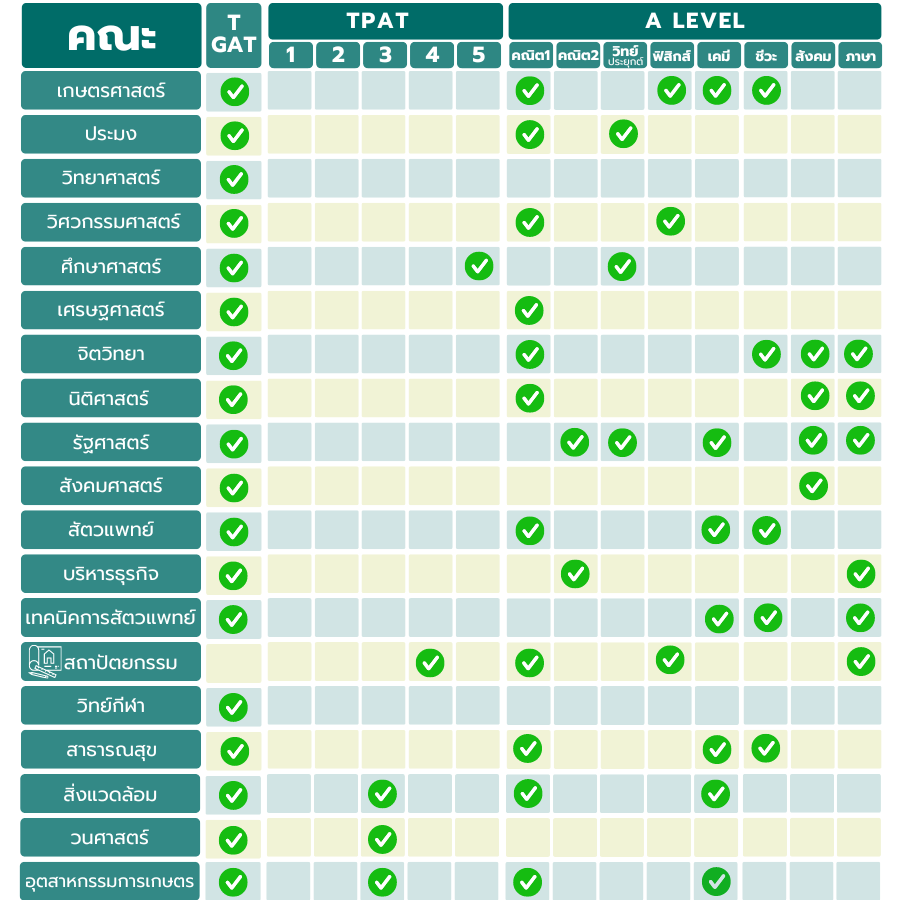 คณะ
T GAT
TPAT
A LEVEL
1 2 3 4 5 คณิต1 คณิต2 วิทย์ประยุกต์ ฟิสิกส์ เคมี ชีวะ สังคม ภาษา
เกษตรศาสตร์
ประมง
วิทยาศาสตร์
วิศวกรรมศาสตร์
ศึกษาศาสตร์
เศรษฐศาสตร์
จิตวิทยา
นิติศาสตร์
รัฐศาสตร์
สังคมศาสตร์
สัตวแพทย์
บริหารธุรกิจ
เทคนิคการสัตวแพทย์
สถาปัตยกรรม
วิทย์กีฬา
สาธารณสุข
สิ่งแวดล้อม
วนศาสตร์
อุตสาหกรรมการเกษตร